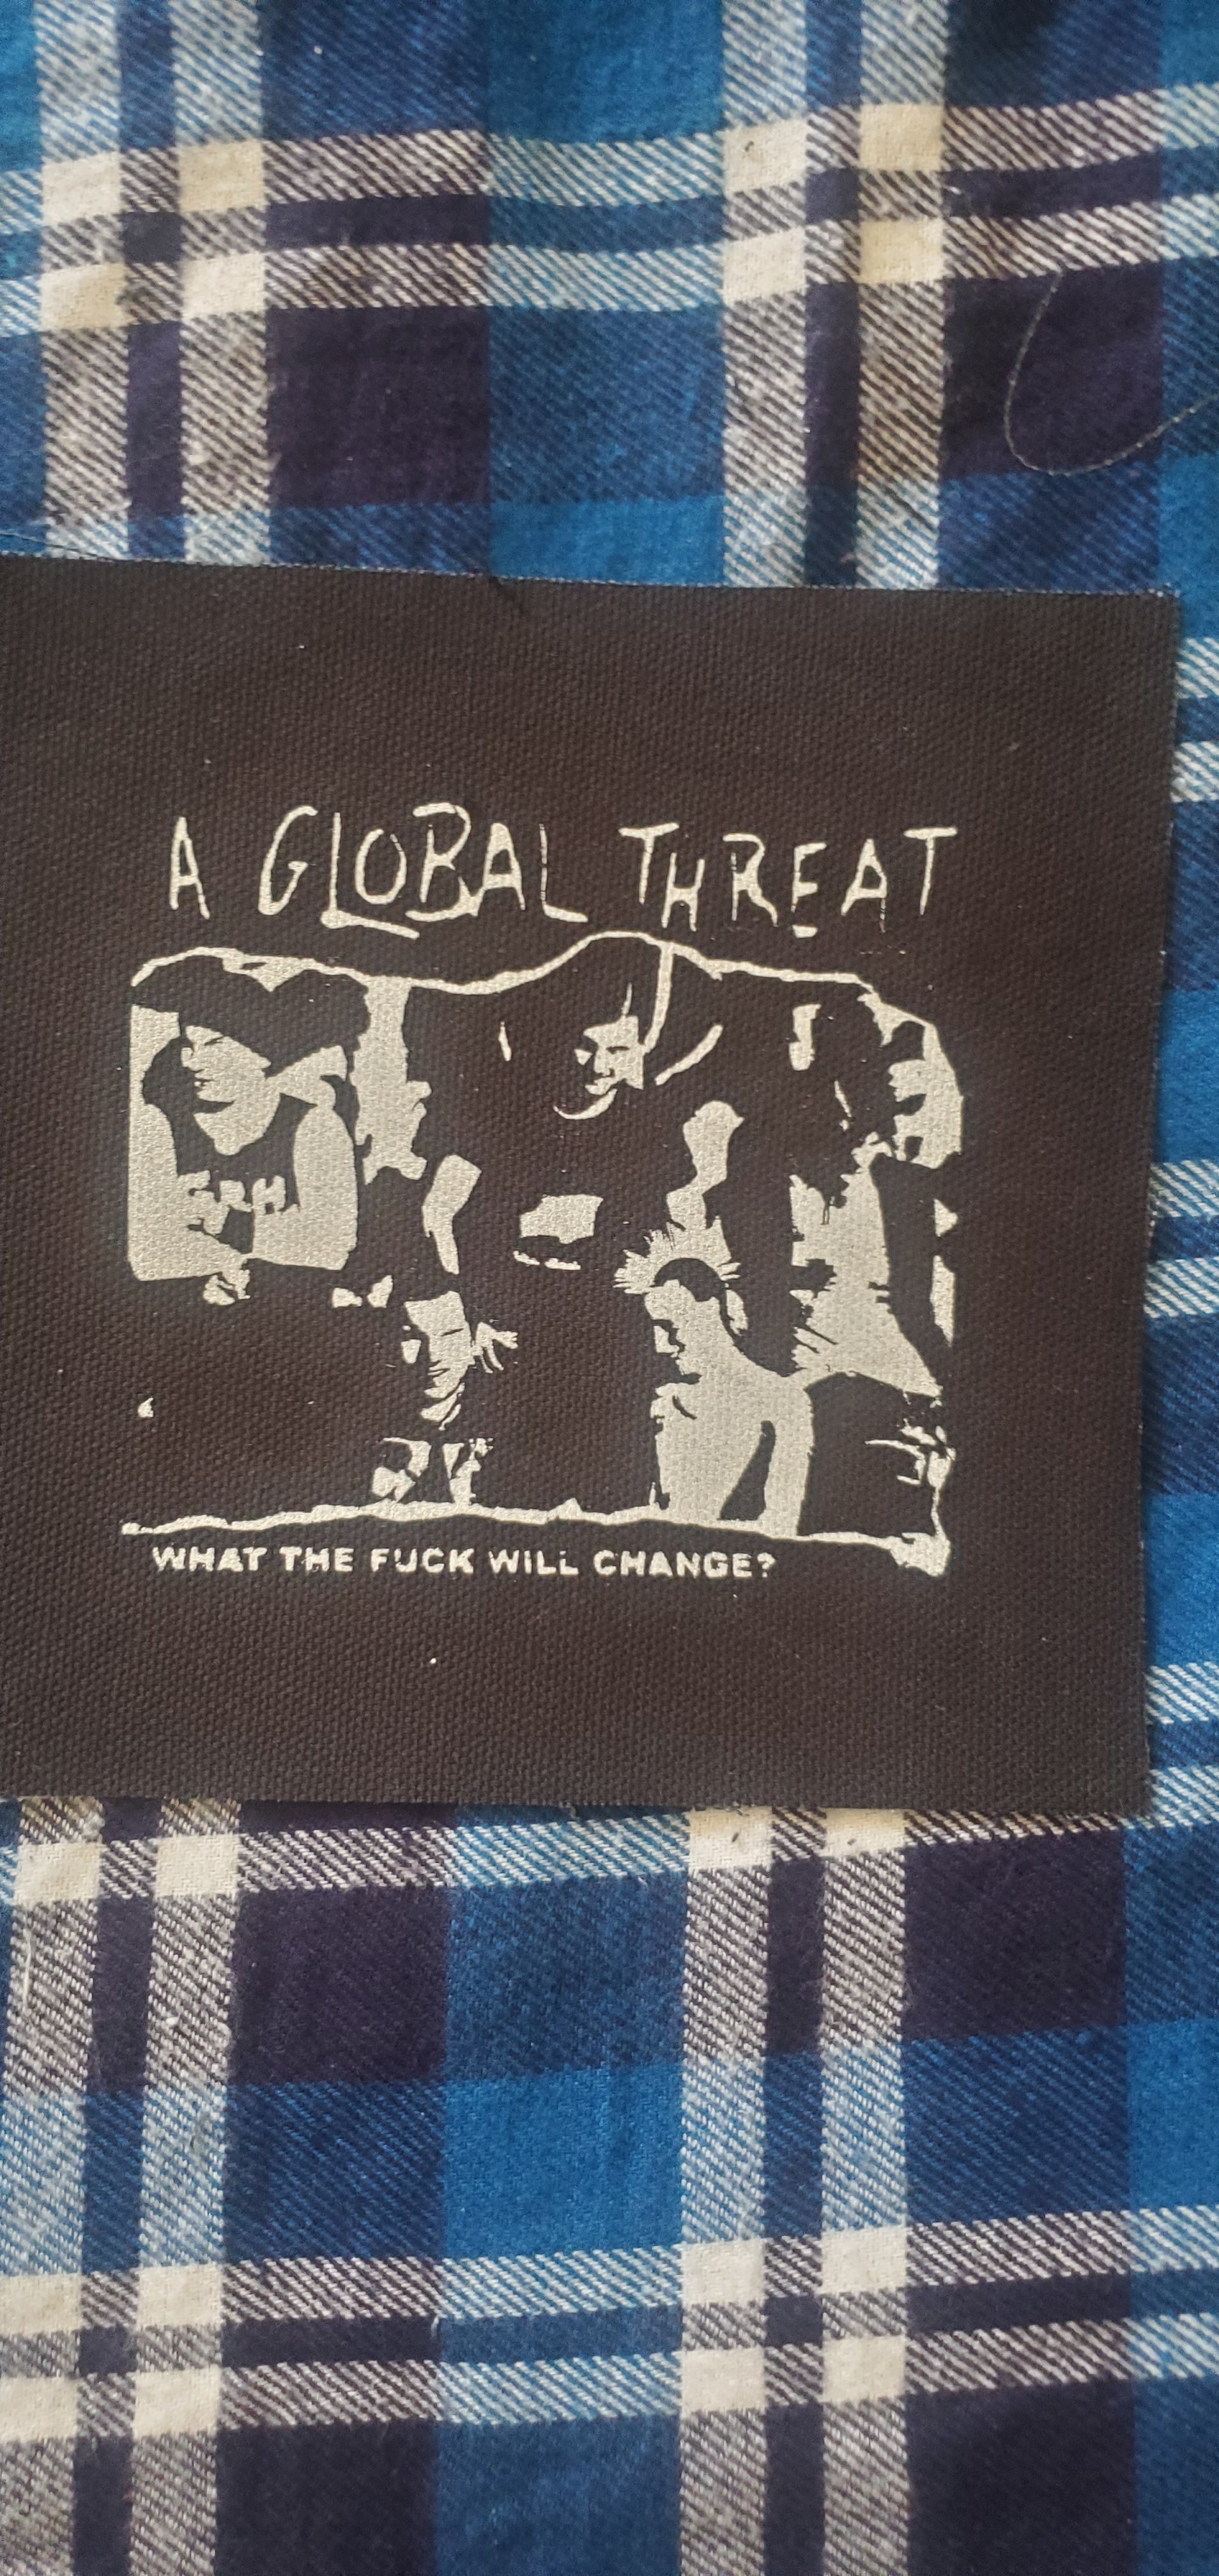 A GLOBAL THREAT
WHAT THE FUCK WILL CHANGE?